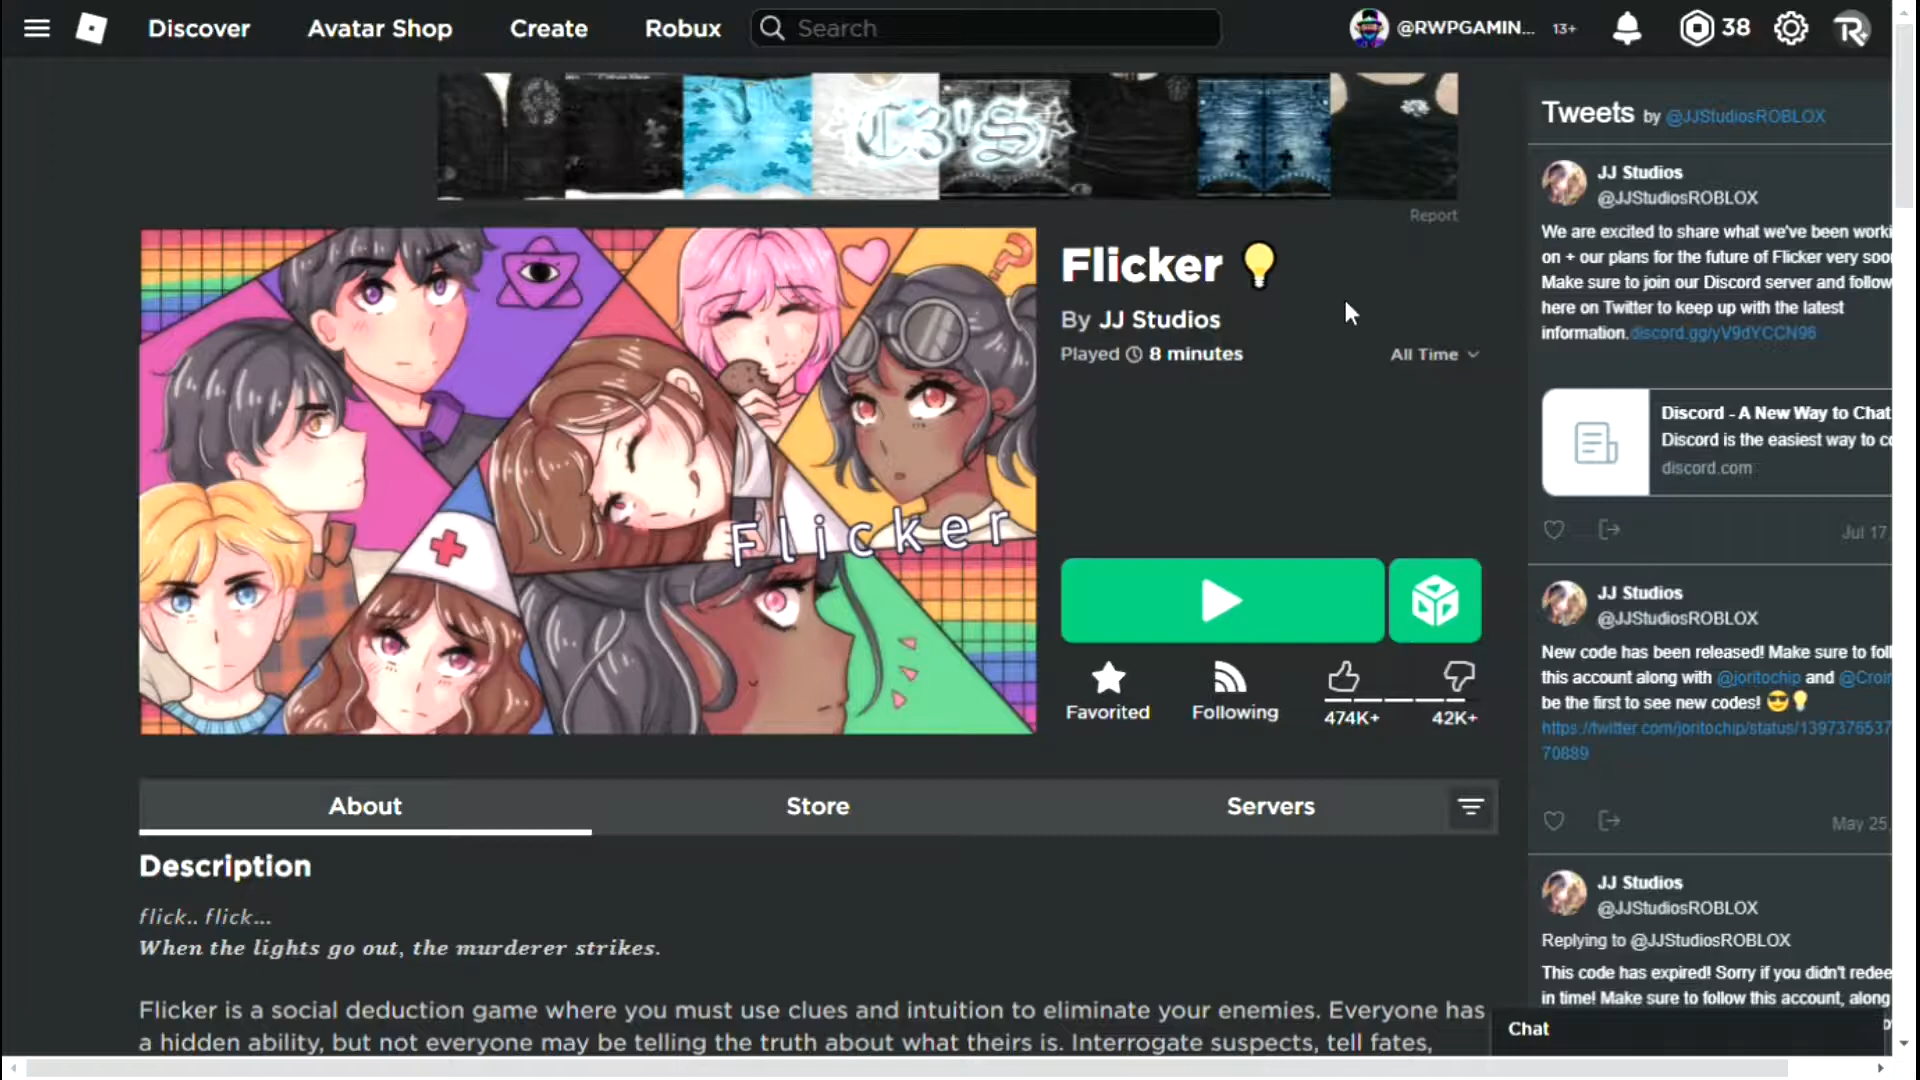 Discover
Avatar Shop
Create
Robux
Search
@RWPGAMIN...
13+
38
C3'S
Report
Flicker
Flicker
By JJ Studios
Played 8 minutes
All Time
Favorited
Following
474K+
42K+
About
Store
Servers
Description
flick.. flick...
When the lights go out, the murderer strikes.
Flicker is a social deduction game where you must use clues and intuition to eliminate your enemies. Everyone has
a hidden ability, but not everyone may be telling the truth about what theirs is. Interrogate suspects, tell fates,
Tweets by @JJStudiosROBLOX
JJ Studios
@JJStudiosROBLOX
We are excited to share what we've been worki
on + our plans for the future of Flicker very soo
Make sure to join our Discord server and follow
here on Twitter to keep up with the latest
information.discord.gg/yV9dYCCN96
Discord - A New Way to Chat
Discord is the easiest way to co
discord.com
Jul 17,
JJ Studios
@JJStudiosROBLOX
New code has been released! Make sure to foll
this account along with @joritochip and @Croin
be the first to see new codes! 😎💡
https://twitter.com/joritochip/status/1397376537
70889
May 25,
JJ Studios
@JJStudiosROBLOX
Replying to @JJStudiosROBLOX
This code has expired! Sorry if you didn't redee
in time! Make sure to follow this account, along
Chat